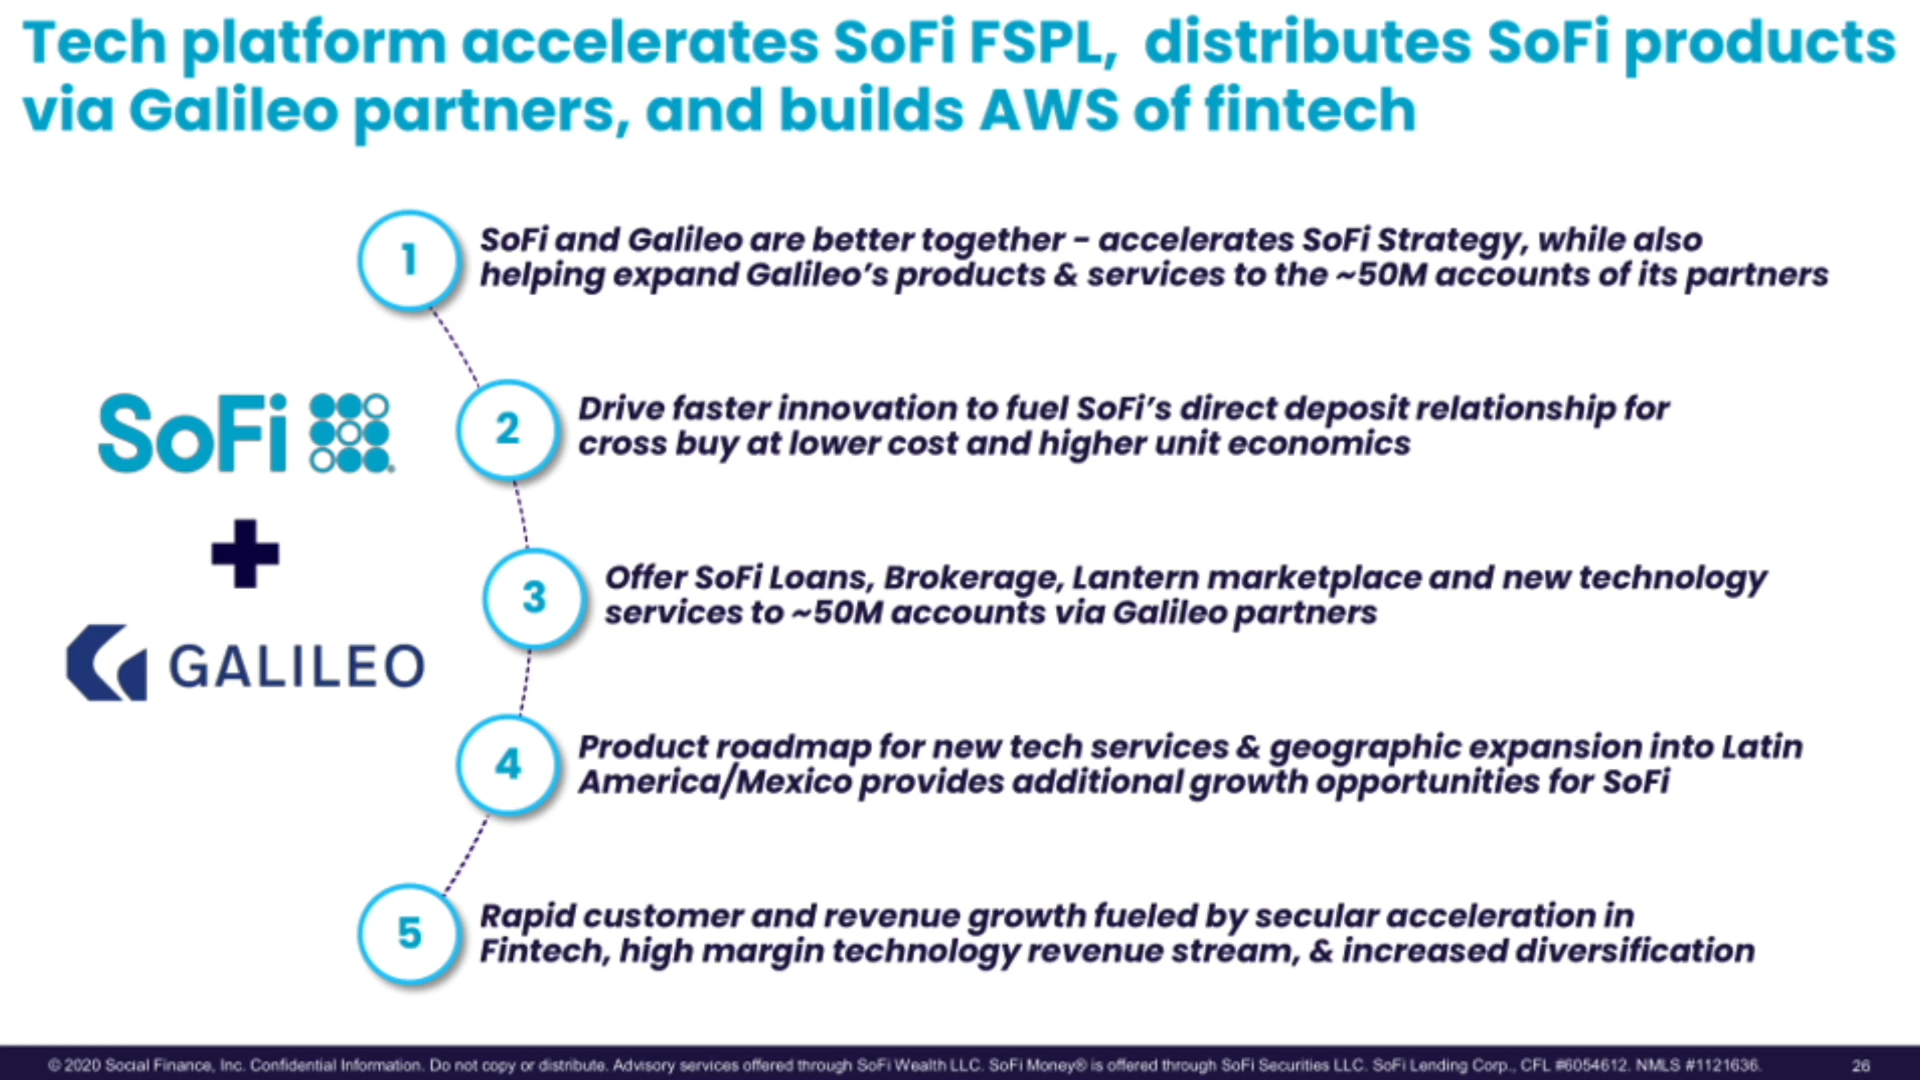 Tech platform accelerates SoFi FSPL, distributes SoFi products
via Galileo partners, and builds AWS of fintech
1
SoFi and Galileo are better together - accelerates SoFi Strategy, while also
helping expand Galileo's products & services to the ~50M accounts of its partners
SoFi
2
Drive faster innovation to fuel SoFi's direct deposit relationship for
cross buy at lower cost and higher unit economics
3
Offer SoFi Loans, Brokerage, Lantern marketplace and new technology
services to ~50M accounts via Galileo partners
GALILEO
4
Product roadmap for new tech services & geographic expansion into Latin
America/Mexico provides additional growth opportunities for SoFi
5
Rapid customer and revenue growth fueled by secular acceleration in
Fintech, high margin technology revenue stream, & increased diversification
© 2020 Social Finance, Inc. Confidential Information. Do not copy or distribute. Advisory services offered through SoFi Wealth LLC. SoFi Money® is offered through SoFi Securities LLC. SoFi Lending Corp., CFL #6054612. NMLS #1121636.
26